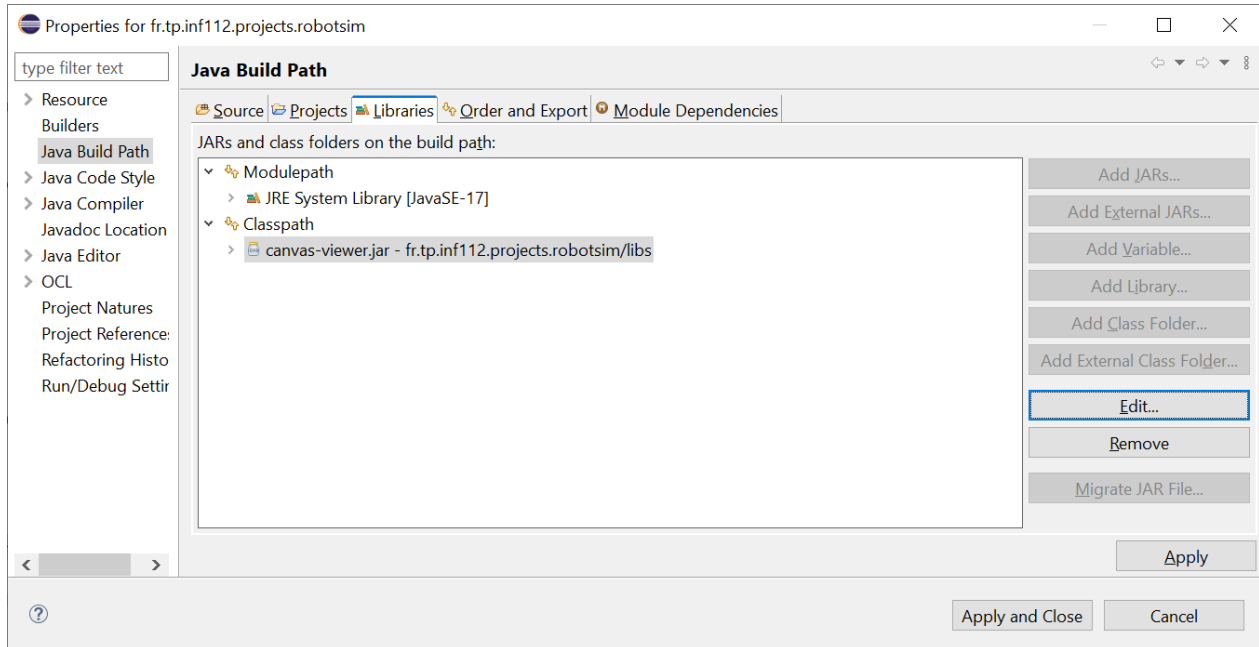 Properties for fr.tp.inf112.projects.robotsim
type filter text
Resource
Builders
Java Build Path
Java Code Style
Java Compiler
Javadoc Location
Java Editor
OCL
Project Natures
Project References
Refactoring Histo
Run/Debug Settin
Java Build Path
Source Projects Libraries Order and Export Module Dependencies
JARs and class folders on the build path:
Modulepath
JRE System Library [JavaSE-17]
Classpath
canvas-viewer.jar - fr.tp.inf112.projects.robotsim/libs
Add JARs...
Add External JARs...
Add Variable...
Add Library...
Add Class Folder...
Add External Class Folder...
Edit...
Remove
Migrate JAR File...
Apply
Apply and Close Cancel